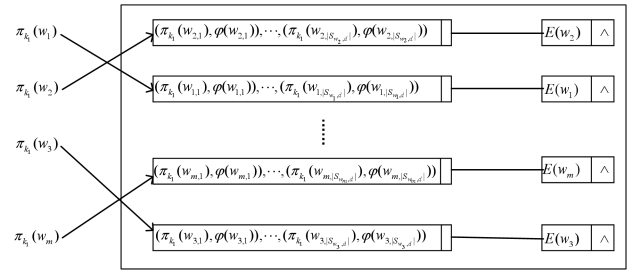 π_{k_1}(w_1) (π_{k_1}(w_{2,1}), φ(w_{2,1})),⋯,(π_{k_1}(w_{2,|S_{w_2,d}|}), φ(w_{2,|S_{w_2,d}|})) E(w_2) ∧
π_{k_1}(w_2) (π_{k_1}(w_{1,1}), φ(w_{1,1})),⋯,(π_{k_1}(w_{1,|S_{w_1,d}|}), φ(w_{1,|S_{w_1,d}|})) E(w_1) ∧
π_{k_1}(w_3)
(π_{k_1}(w_{m,1}), φ(w_{m,1})),⋯,(π_{k_1}(w_{m,|S_{w_m,d}|}), φ(w_{m,|S_{w_m,d}|})) E(w_m) ∧
π_{k_1}(w_m) (π_{k_1}(w_{3,1}), φ(w_{3,1})),⋯,(π_{k_1}(w_{3,|S_{w_3,d}|}), φ(w_{3,|S_{w_3,d}|})) E(w_3) ∧